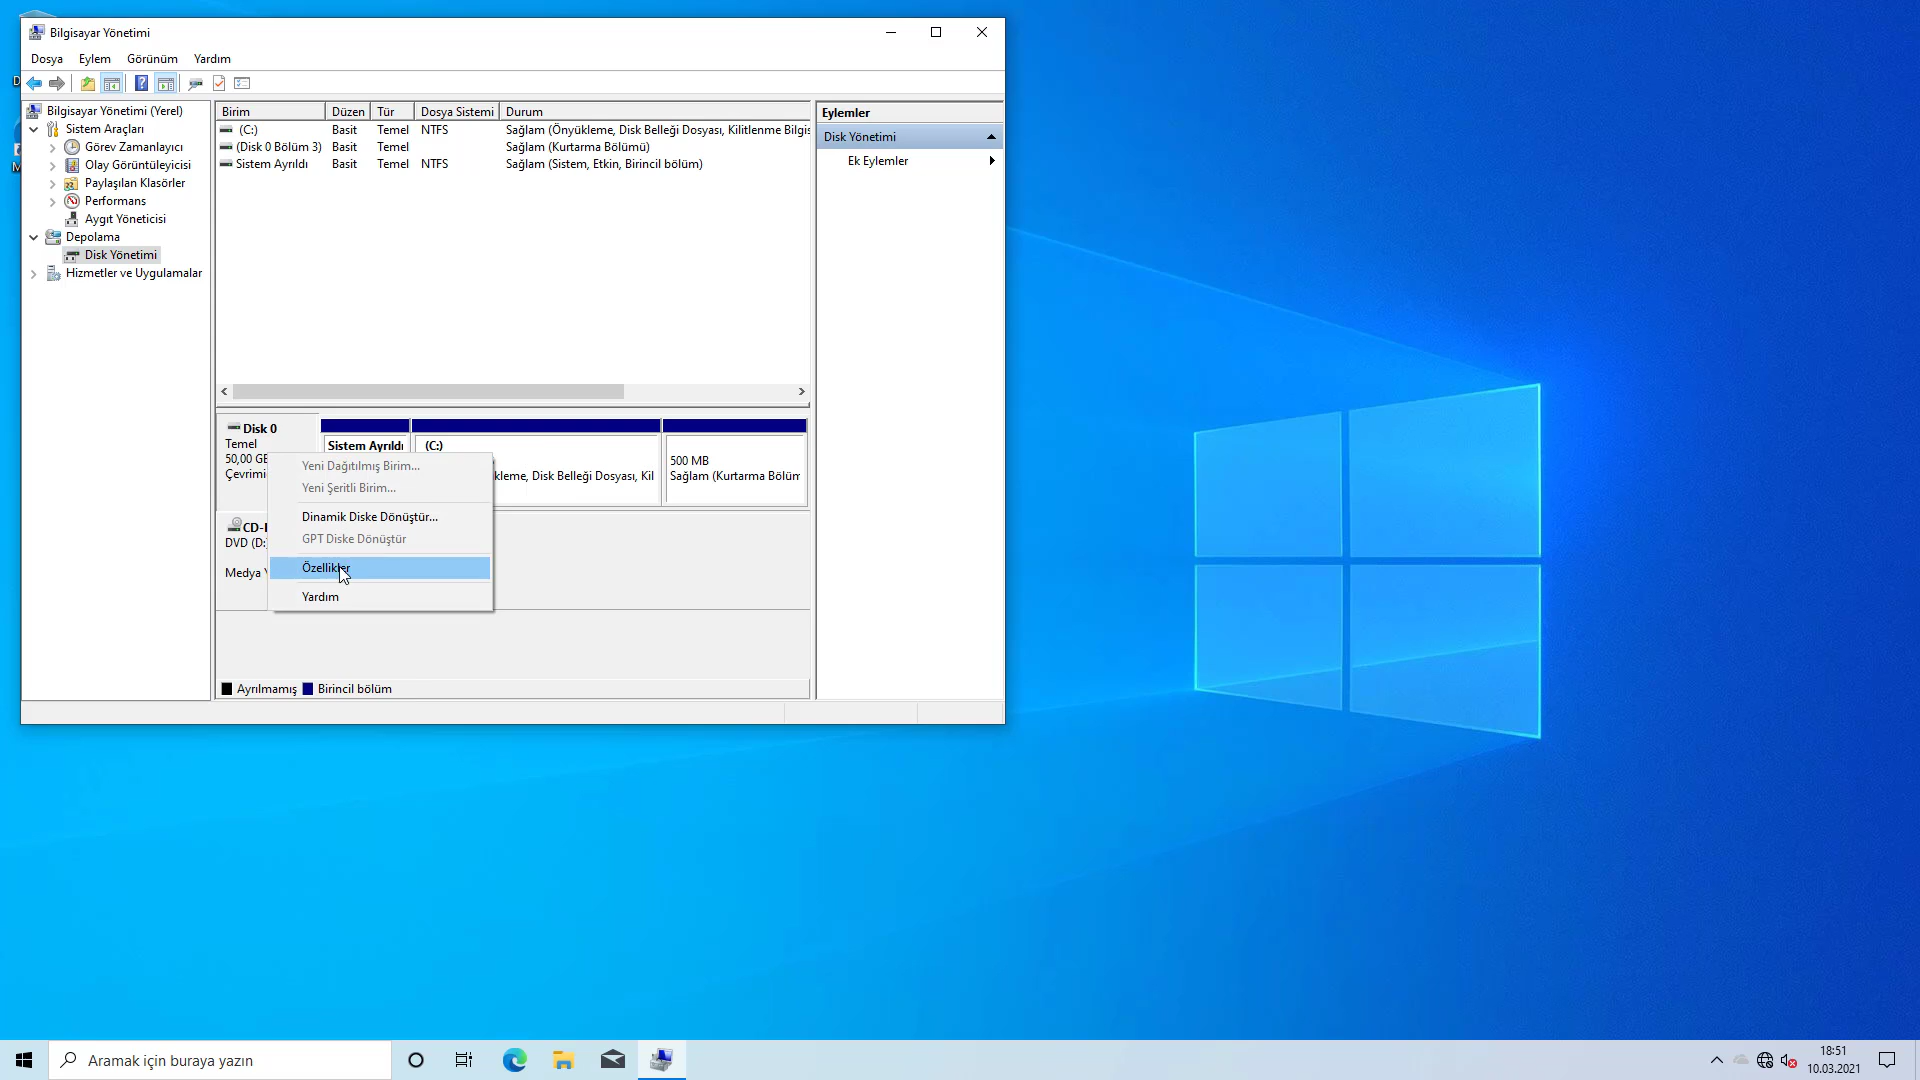 Bilgisayar Yönetimi
Dosya Eylem Görünüm Yardım
Bilgisayar Yönetimi (Yerel)
Sistem Araçları
Görev Zamanlayıcı
Olay Görüntüleyicisi
Paylaşılan Klasörler
Performans
Aygıt Yöneticisi
Depolama
Disk Yönetimi
Hizmetler ve Uygulamalar
Birim Düzen Tür Dosya Sistemi Durum
(C:) Basit Temel NTFS Sağlam (Önyükleme, Disk Belleği Dosyası, Kilitlenme Bilgis
(Disk 0 Bölüm 3) Basit Temel Sağlam (Kurtarma Bölümü)
Sistem Ayrıldı Basit Temel NTFS Sağlam (Sistem, Etkin, Birincil bölüm)
Eylemler
Disk Yönetimi
Ek Eylemler
Disk 0
Temel
50,00 GB
Çevrimi
Sistem Ayrıldı
(C:)
kleme, Disk Belleği Dosyası, Kil
500 MB
Sağlam (Kurtarma Bölüm
DVD (D:
Medya
Yeni Dağıtılmış Birim...
Yeni Şeritli Birim...
Dinamik Diske Dönüştür...
GPT Diske Dönüştür
Özellikler
Yardım
Ayrılmamış Birincil bölüm
Aramak için buraya yazın
18:51
10.03.2021